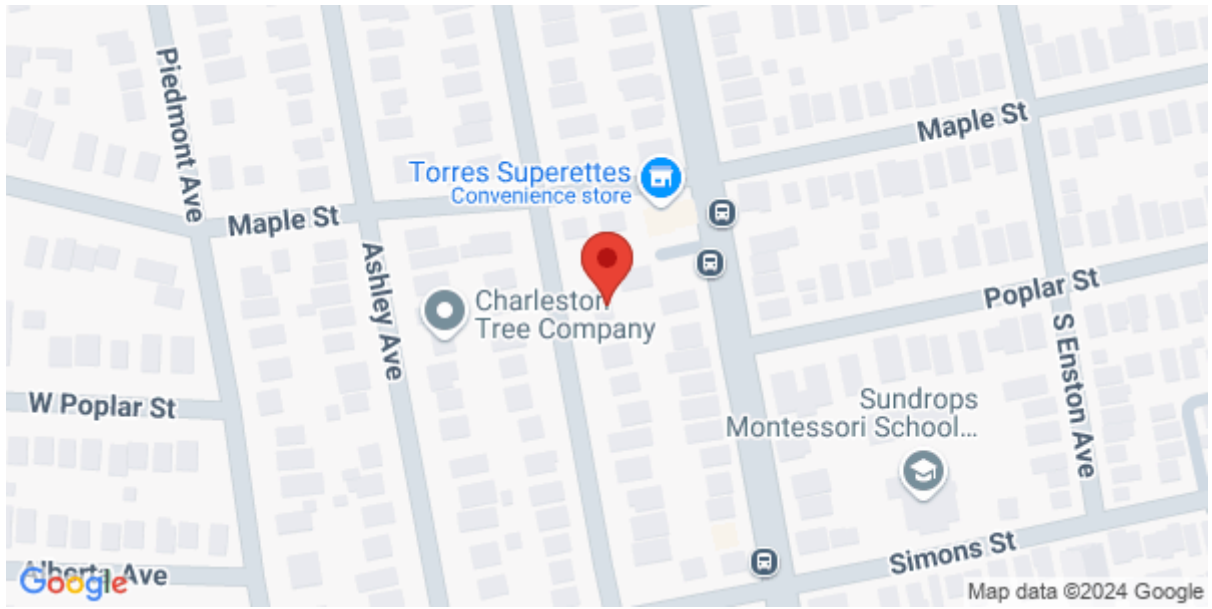 Piedmont Ave
Maple St
Torres Superettes
Convenience store
Maple St
Ashley Ave
Charleston
Tree Company
Poplar St
S Enston Ave
W Poplar St
Sundrops
Montessori School...
Simons St
Alberta Ave
Google
Map data ©2024 Google